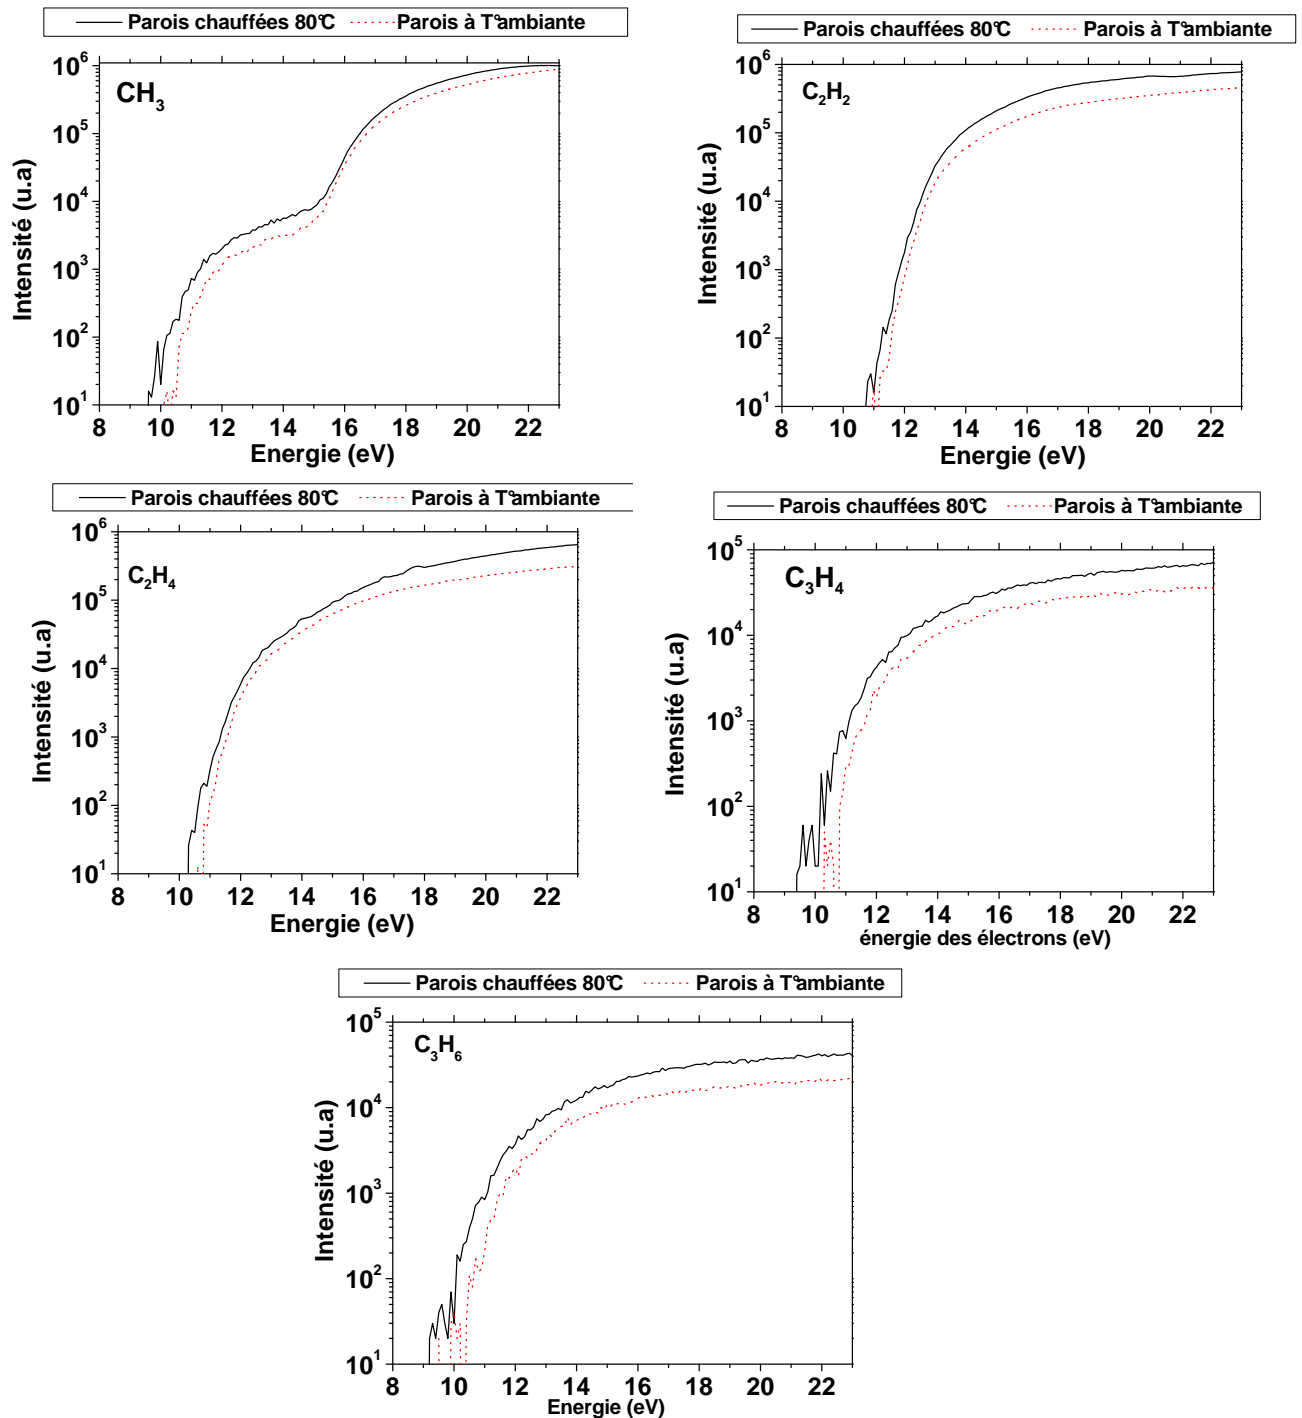 Parois chauffées 80°C Parois à T°ambiante
CH3
Intensité (u.a)
10^6
10^5
10^4
10^3
10^2
10^1
8 10 12 14 16 18 20 22
Energie (eV)
Parois chauffées 80°C Parois à T°ambiante
C2H2
Intensité (u.a)
10^6
10^5
10^4
10^3
10^2
10^1
8 10 12 14 16 18 20 22
Energie (eV)
Parois chauffées 80°C Parois à T°ambiante
C2H4
Intensité (u.a)
10^6
10^5
10^4
10^3
10^2
10^1
8 10 12 14 16 18 20 22
Energie (eV)
Parois chauffées 80°C Parois à T°ambiante
C3H4
Intensité (u.a)
10^5
10^4
10^3
10^2
10^1
8 10 12 14 16 18 20 22
énergie des électrons (eV)
Parois chauffées 80°C Parois à T°ambiante
C3H6
Intensité (u.a)
10^5
10^4
10^3
10^2
10^1
8 10 12 14 16 18 20 22
Energie (eV)